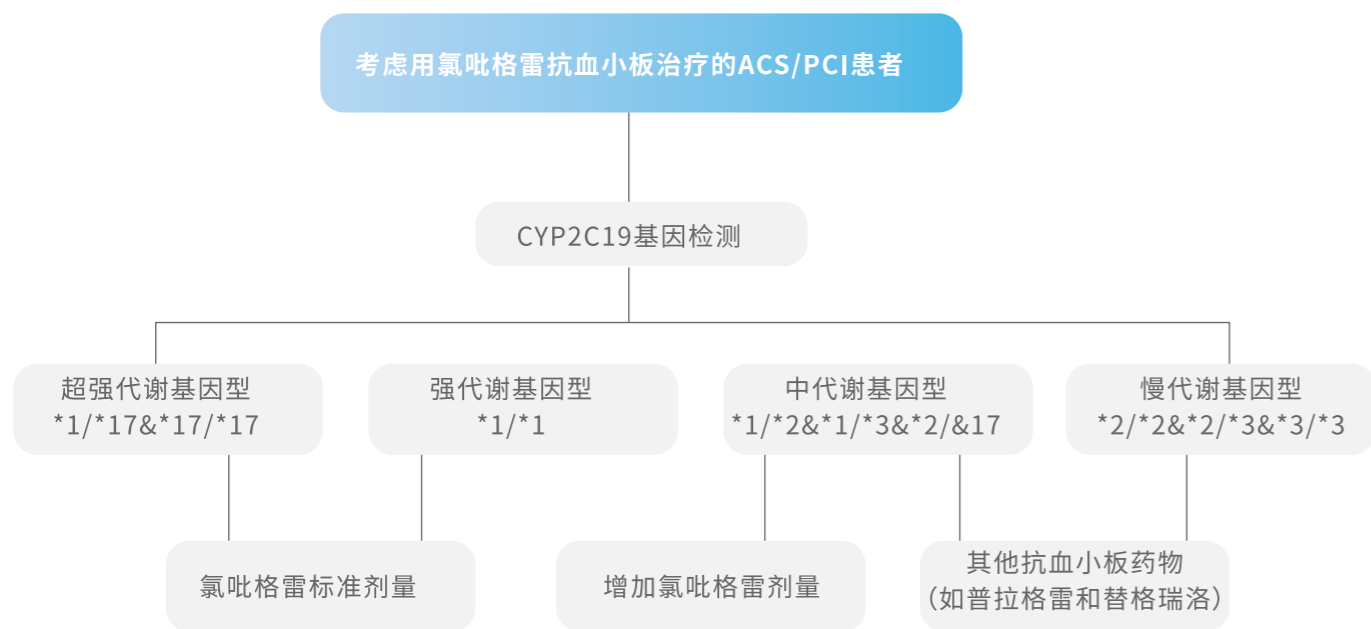 考虑用氯吡格雷抗血小板治疗的ACS/PCI患者
CYP2C19基因检测
超强代谢基因型
*1/*17&*17/*17
强代谢基因型
*1/*1
中代谢基因型
*1/*2&*1/*3&*2/&17
慢代谢基因型
*2/*2&*2/*3&*3/*3
氯吡格雷标准剂量
增加氯吡格雷剂量
其他抗血小板药物
（如普拉格雷和替格瑞洛）